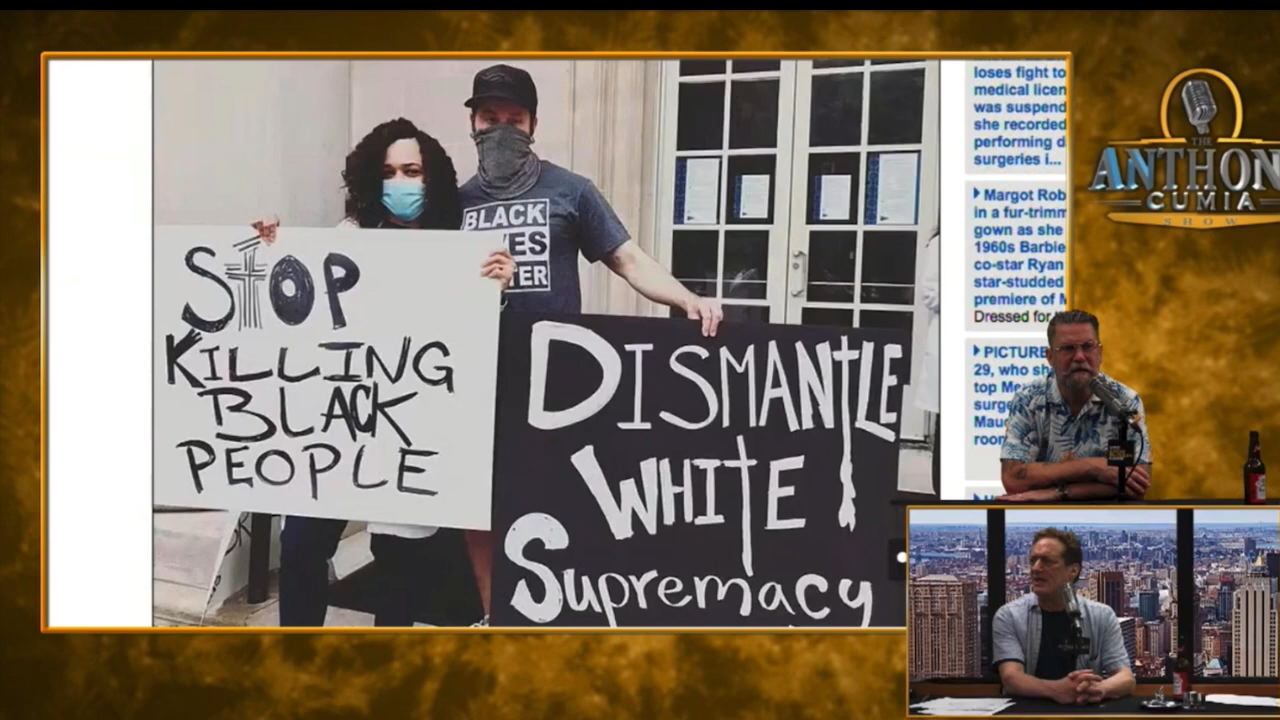 STOP
KILLING
BLACK
PEOPLE
BLACK
DISMANTLE
WHITE
SUPREMACY
loses fight to
medical licen
was suspend
she recorded
performing d
surgeries i...
Margot Rob
in a fur-trimm
gown as she
1960s Barbie
co-star Ryan
star-studded
premiere of M
Dressed for
PICTURE
29, who sh
top Me
surge
Mau
room
THE
ANTHON
CUMIA
SHOW